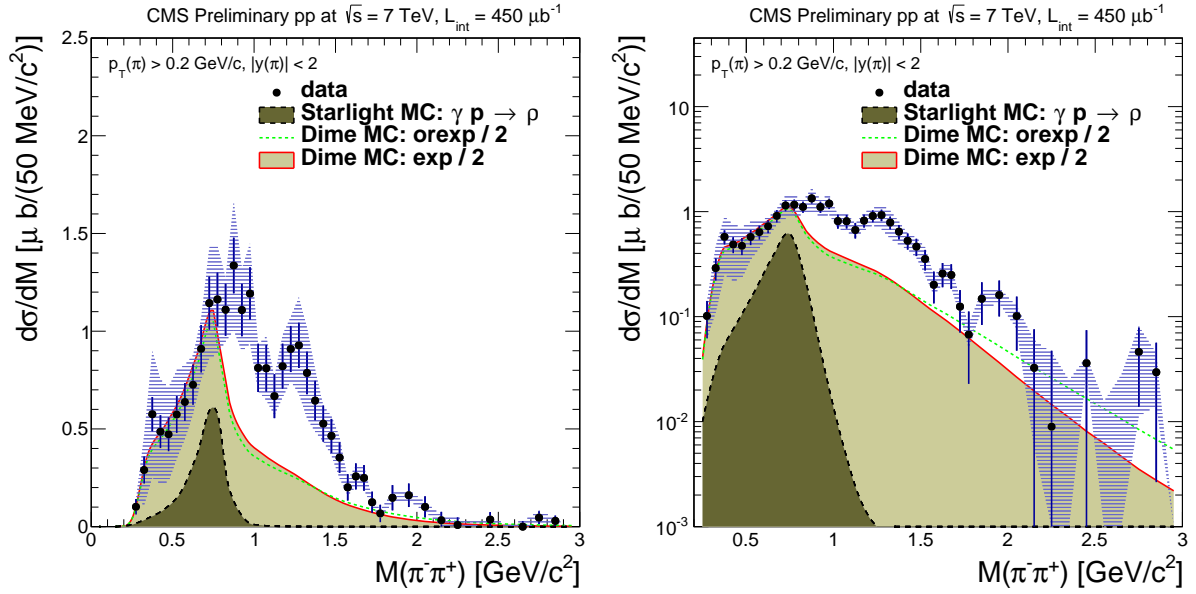 CMS Preliminary pp at √s = 7 TeV, L_int = 450 μb⁻¹
dσ/dM [μ b/(50 MeV/c²)]
2.5
2
1.5
1
0.5
0
p_T(π) > 0.2 GeV/c, |y(π)| < 2
data
Starlight MC: γ p → ρ
Dime MC: orexp / 2
Dime MC: exp / 2
0 0.5 1 1.5 2 2.5 3
M(π⁻π⁺) [GeV/c²]
CMS Preliminary pp at √s = 7 TeV, L_int = 450 μb⁻¹
dσ/dM [μ b/(50 MeV/c²)]
10
1
10⁻¹
10⁻²
10⁻³
p_T(π) > 0.2 GeV/c, |y(π)| < 2
data
Starlight MC: γ p → ρ
Dime MC: orexp / 2
Dime MC: exp / 2
0.5 1 1.5 2 2.5 3
M(π⁻π⁺) [GeV/c²]